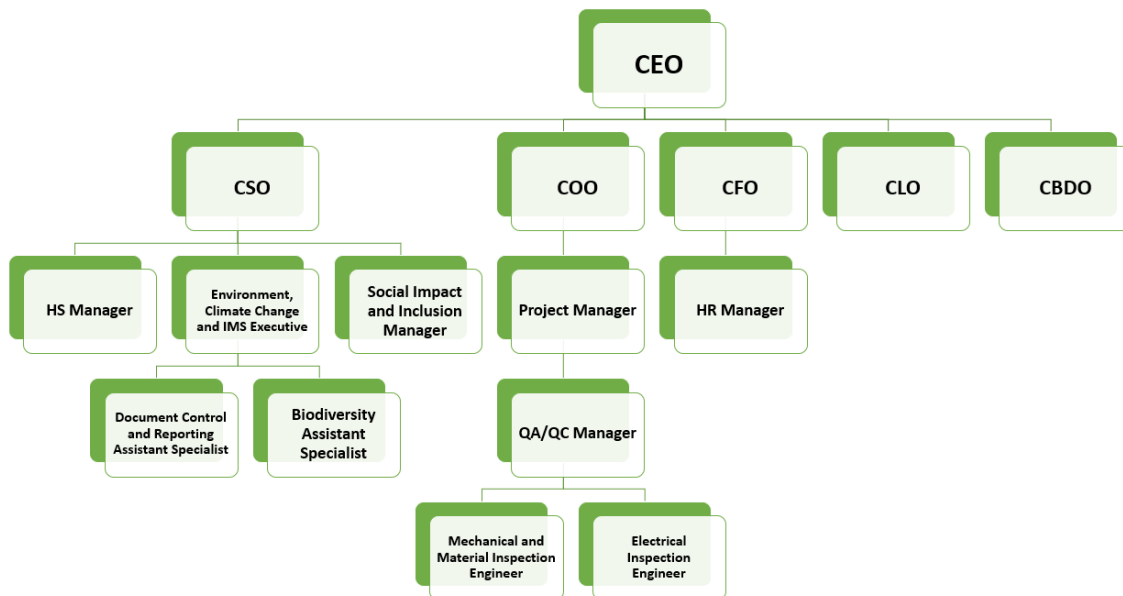 CEO
CSO
COO
CFO
CLO
CBDO
HS Manager
Environment,
Climate Change
and IMS Executive
Social Impact
and Inclusion
Manager
Project Manager
HR Manager
Document Control
and Reporting
Assistant Specialist
Biodiversity
Assistant
Specialist
QA/QC Manager
Mechanical and
Material Inspection
Engineer
Electrical
Inspection
Engineer